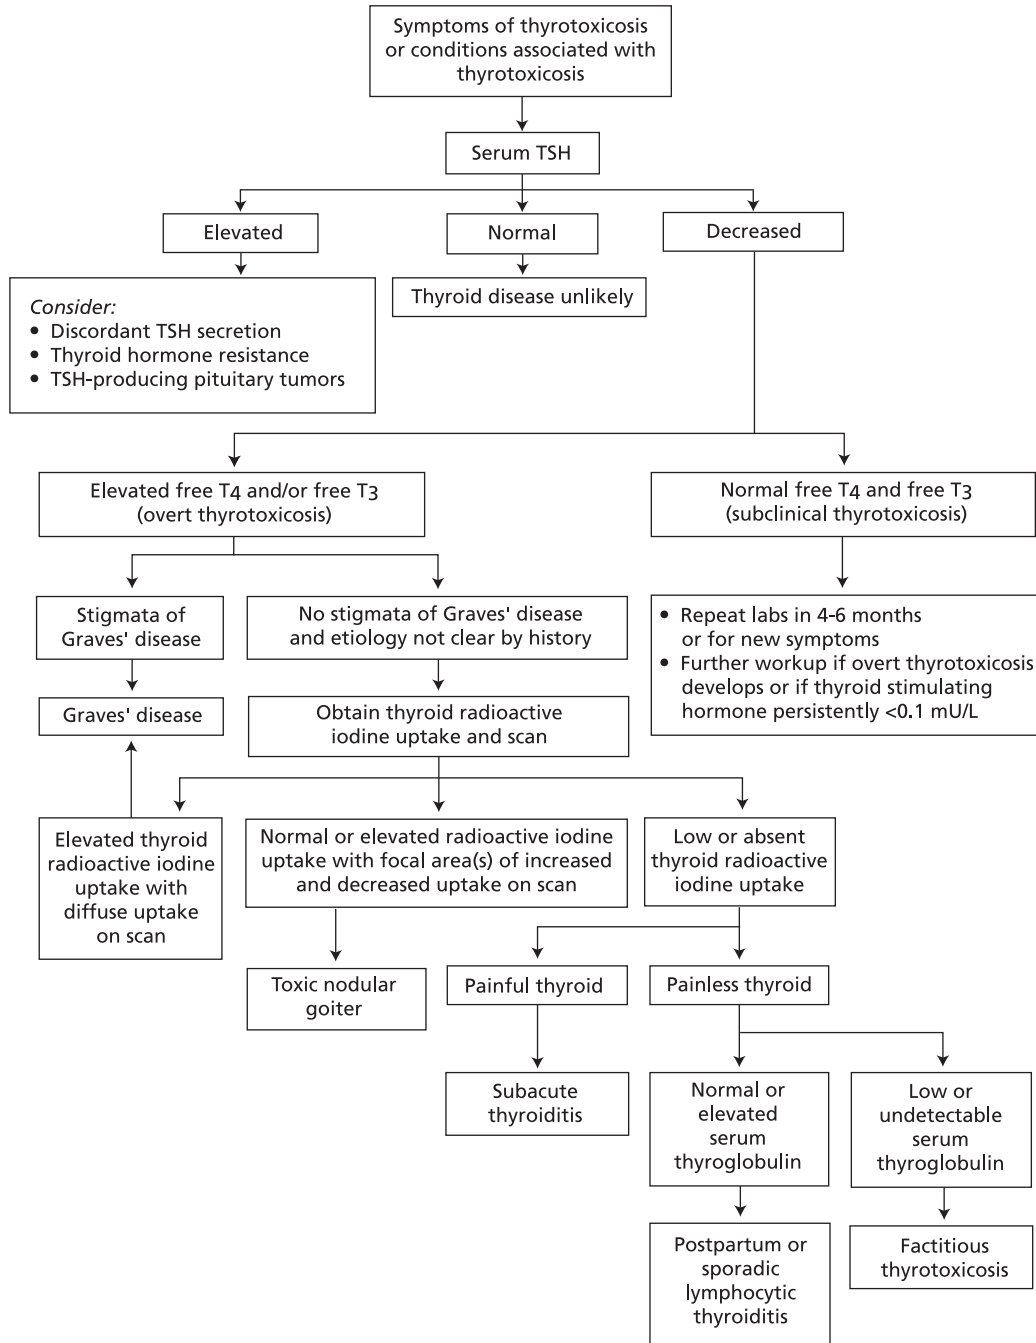 Symptoms of thyrotoxicosis
or conditions associated with
thyrotoxicosis
Serum TSH
Elevated
Normal
Decreased
Thyroid disease unlikely
Consider:
• Discordant TSH secretion
• Thyroid hormone resistance
• TSH-producing pituitary tumors
Elevated free T4 and/or free T3
(overt thyrotoxicosis)
Normal free T4 and free T3
(subclinical thyrotoxicosis)
Stigmata of
Graves' disease
No stigmata of Graves' disease
and etiology not clear by history
• Repeat labs in 4-6 months
or for new symptoms
• Further workup if overt thyrotoxicosis
develops or if thyroid stimulating
hormone persistently <0.1 mU/L
Graves' disease
Obtain thyroid radioactive
iodine uptake and scan
Elevated thyroid
radioactive iodine
uptake with
diffuse uptake
on scan
Normal or elevated radioactive iodine
uptake with focal area(s) of increased
and decreased uptake on scan
Low or absent
thyroid radioactive
iodine uptake
Toxic nodular
goiter
Painful thyroid
Painless thyroid
Subacute
thyroiditis
Normal or
elevated
serum
thyroglobulin
Low or
undetectable
serum
thyroglobulin
Postpartum or
sporadic
lymphocytic
thyroiditis
Factitious
thyrotoxicosis